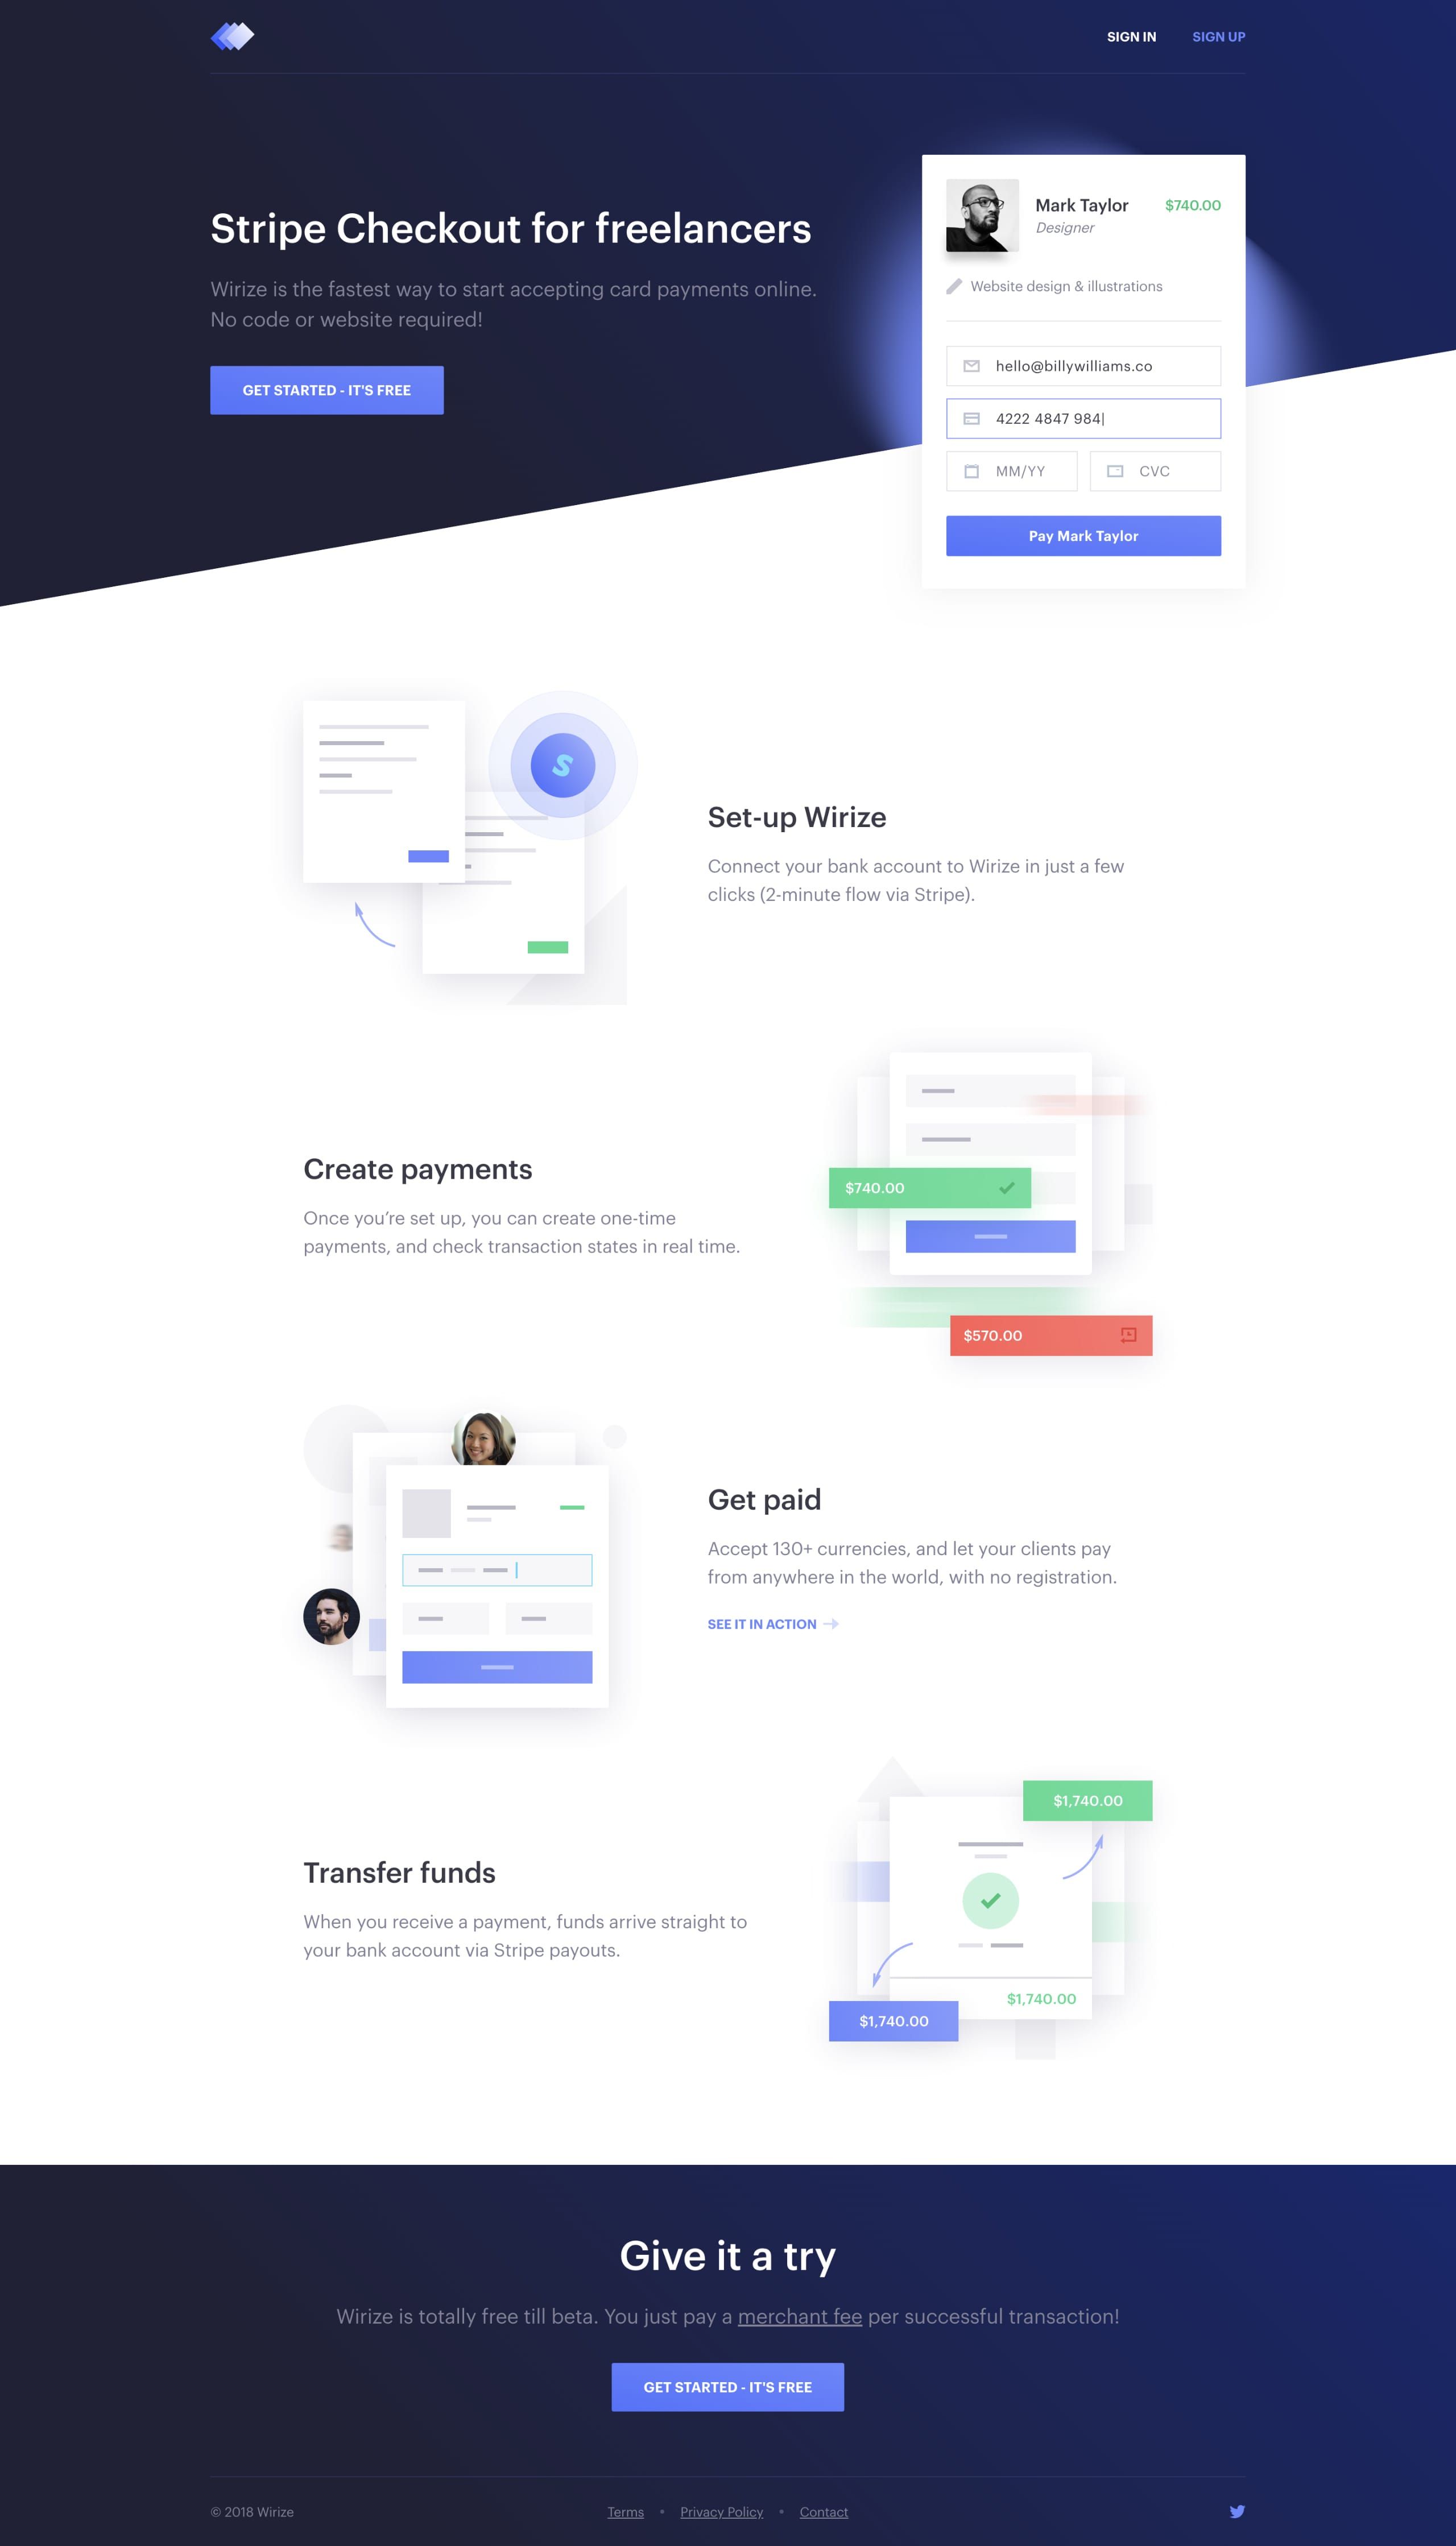 SIGN IN
SIGN UP
Stripe Checkout for freelancers
Wirize is the fastest way to start accepting card payments online.
No code or website required!
GET STARTED - IT'S FREE
Mark Taylor
$740.00
Designer
Website design & illustrations
hello@billywilliams.co
4222 4847 984|
MM/YY
CVC
Pay Mark Taylor
S
Set-up Wirize
Connect your bank account to Wirize in just a few
clicks (2-minute flow via Stripe).
Create payments
Once you’re set up, you can create one-time
payments, and check transaction states in real time.
$740.00
$570.00
Get paid
Accept 130+ currencies, and let your clients pay
from anywhere in the world, with no registration.
SEE IT IN ACTION
Transfer funds
When you receive a payment, funds arrive straight to
your bank account via Stripe payouts.
$1,740.00
$1,740.00
$1,740.00
Give it a try
Wirize is totally free till beta. You just pay a merchant fee per successful transaction!
GET STARTED - IT'S FREE
© 2018 Wirize
Terms • Privacy Policy • Contact